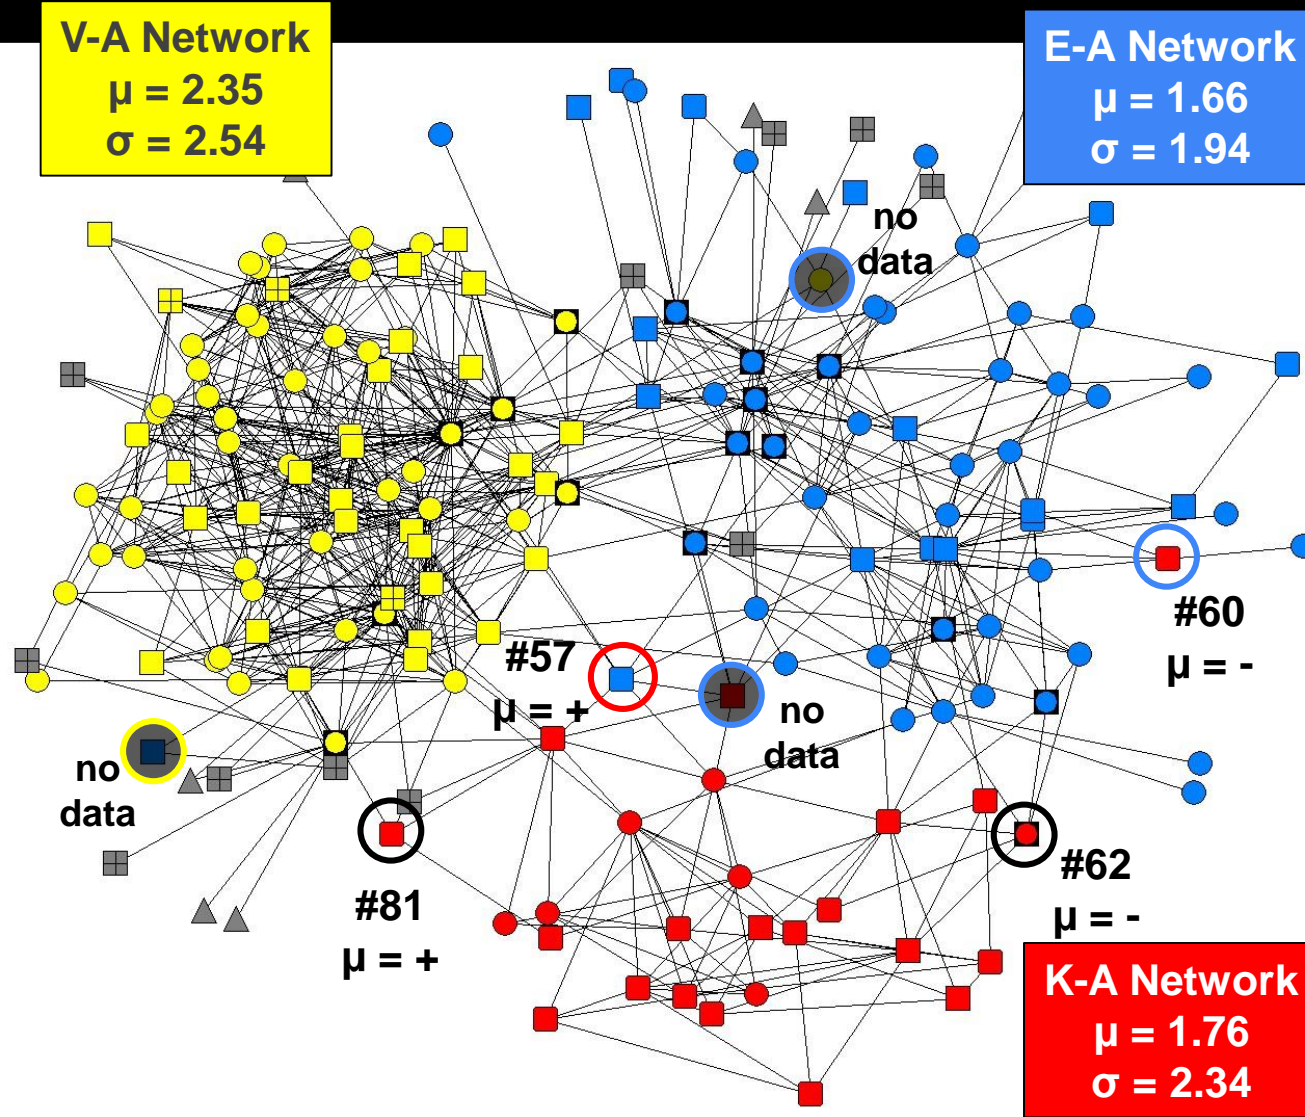 V-A Network
μ = 2.35
σ = 2.54
E-A Network
μ = 1.66
σ = 1.94
no
data
#60
μ = -
#57
μ = +
no
data
no
data
#81
μ = +
#62
μ = -
K-A Network
μ = 1.76
σ = 2.34